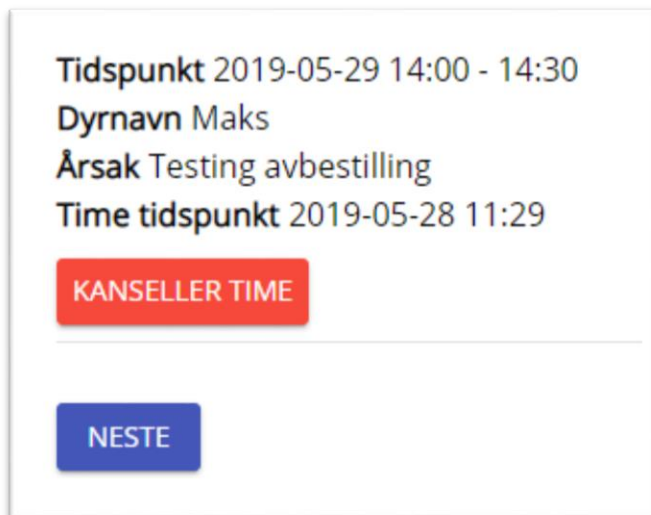 Tidspunkt 2019-05-29 14:00 - 14:30
Dyrnavn Maks
Årsak Testing avbestilling
Time tidspunkt 2019-05-28 11:29
KANSELLER TIME
NESTE